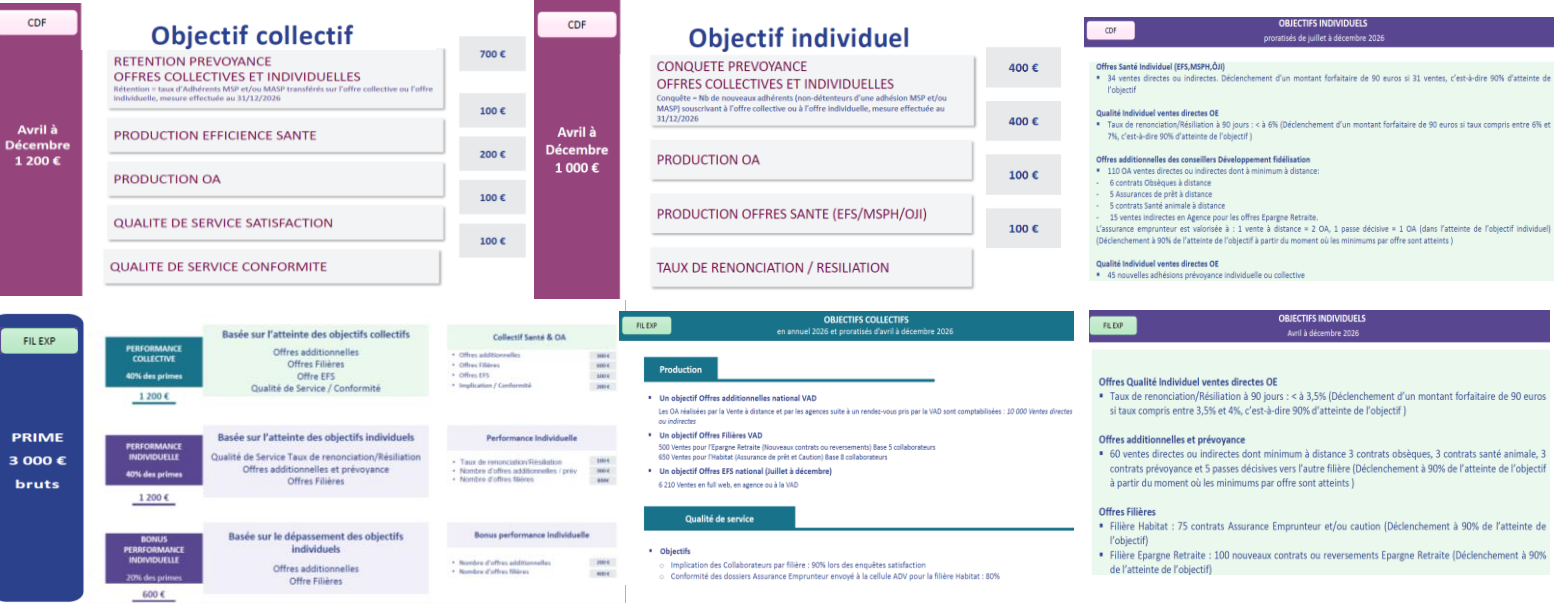 CDF
Avril à
Décembre
1 200 €
Objectif collectif
RETENTION PREVOYANCE
OFFRES COLLECTIVES ET INDIVIDUELLES
Rétention = taux d'Adhérents MSP et/ou MASP transférés sur l'offre collective ou l'offre
individuelle, mesure effectuée au 31/12/2026
700 €
PRODUCTION EFFICIENCE SANTE
100 €
PRODUCTION OA
200 €
QUALITE DE SERVICE SATISFACTION
100 €
QUALITE DE SERVICE CONFORMITE
100 €
CDF
Avril à
Décembre
1 000 €
Objectif individuel
CONQUETE PREVOYANCE
OFFRES COLLECTIVES ET INDIVIDUELLES
Conquête = Nb de nouveaux adhérents (non-détenteurs d'une adhésion MSP et/ou
MASP) souscrivant à l'offre collective ou à l'offre individuelle, mesure effectuée au
31/12/2026
400 €
PRODUCTION OA
400 €
PRODUCTION OFFRES SANTE (EFS/MSPH/OJI)
100 €
TAUX DE RENONCIATION / RESILIATION
100 €
CDF
OBJECTIFS INDIVIDUELS
proratisés de juillet à décembre 2026
Offres Santé Individuel (EFS,MSPH,ÔJI)
▪ 34 ventes directes ou indirectes. Déclenchement d'un montant forfaitaire de 90 euros si 31 ventes, c'est-à-dire 90% d'atteinte de
l'objectif
Qualité Individuel ventes directes OE
▪ Taux de renonciation/Résiliation à 90 jours : < à 6% (Déclenchement d'un montant forfaitaire de 90 euros si taux compris entre 6% et
7%, c'est-à-dire 90% d'atteinte de l'objectif )
Offres additionnelles des conseillers Développement fidélisation
▪ 110 OA ventes directes ou indirectes dont à minimum à distance:
- 6 contrats Obsèques à distance
- 5 Assurances de prêt à distance
- 5 contrats Santé animale à distance
- 15 ventes indirectes en Agence pour les offres Epargne Retraite.
L'assurance emprunteur est valorisée à : 1 vente à distance = 2 OA, 1 passe décisive = 1 OA (dans l'atteinte de l'objectif individuel)
(Déclenchement à 90% de l'atteinte de l'objectif à partir du moment où les minimums par offre sont atteints )
Qualité Individuel ventes directes OE
▪ 45 nouvelles adhésions prévoyance individuelle ou collective
FIL EXP
PRIME
3 000 €
bruts
PERFORMANCE
COLLECTIVE
40% des primes
1 200 €
Basée sur l'atteinte des objectifs collectifs
Offres additionnelles
Offres Filières
Offre EFS
Qualité de Service / Conformité
Collectif Santé & OA
• Offres additionnelles
• Offres Filières
• Offres EFS
• Implication / Conformité
PERFORMANCE
INDIVIDUELLE
40% des primes
1 200 €
Basée sur l'atteinte des objectifs individuels
Qualité de Service Taux de renonciation/Résiliation
Offres additionnelles et prévoyance
Offres Filières
Performance Individuelle
• Taux de renonciation/Résiliation
• Nombre d'offres additionnelles / prév
• Nombre d'offres filières
BONUS
PERRFORMANCE
INDIVIDUELLE
20% des primes
600 €
Basée sur le dépassement des objectifs
individuels
Offres additionnelles
Offre Filières
Bonus performance individuelle
• Nombre d'offres additionnelles
• Nombre d'offres filières
FIL EXP
OBJECTIFS COLLECTIFS
en annuel 2026 et proratisés d'avril à décembre 2026
Production
▪ Un objectif Offres additionnelles national VAD
Les OA réalisées par la Vente à distance et par les agences suite à un rendez-vous pris par la VAD sont comptabilisées : 10 000 Ventes directes
ou indirectes
▪ Un objectif Offres Filières VAD
500 Ventes pour l'Epargne Retraite (Nouveaux contrats ou reversements) Base 5 collaborateurs
650 Ventes pour l'Habitat (Assurance de prêt et Caution) Base 8 collaborateurs
▪ Un objectif Offres EFS national (Juillet à décembre)
6 210 Ventes en full web, en agence ou à la VAD
Qualité de service
▪ Objectifs
○ Implication des Collaborateurs par filière : 90% lors des enquêtes satisfaction
○ Conformité des dossiers Assurance Emprunteur envoyé à la cellule ADV pour la filière Habitat : 80%
FIL EXP
OBJECTIFS INDIVIDUELS
Avril à décembre 2026
Offres Qualité Individuel ventes directes OE
▪ Taux de renonciation/Résiliation à 90 jours : < à 3,5% (Déclenchement d'un montant forfaitaire de 90 euros
si taux compris entre 3,5% et 4%, c'est-à-dire 90% d'atteinte de l'objectif )
Offres additionnelles et prévoyance
▪ 60 ventes directes ou indirectes dont minimum à distance 3 contrats obsèques, 3 contrats santé animale, 3
contrats prévoyance et 5 passes décisives vers l'autre filière (Déclenchement à 90% de l'atteinte de l'objectif
à partir du moment où les minimums par offre sont atteints )
Offres Filières
▪ Filière Habitat : 75 contrats Assurance Emprunteur et/ou caution (Déclenchement à 90% de l'atteinte de
l'objectif)
▪ Filière Epargne Retraite : 100 nouveaux contrats ou reversements Epargne Retraite (Déclenchement à 90%
de l'atteinte de l'objectif)